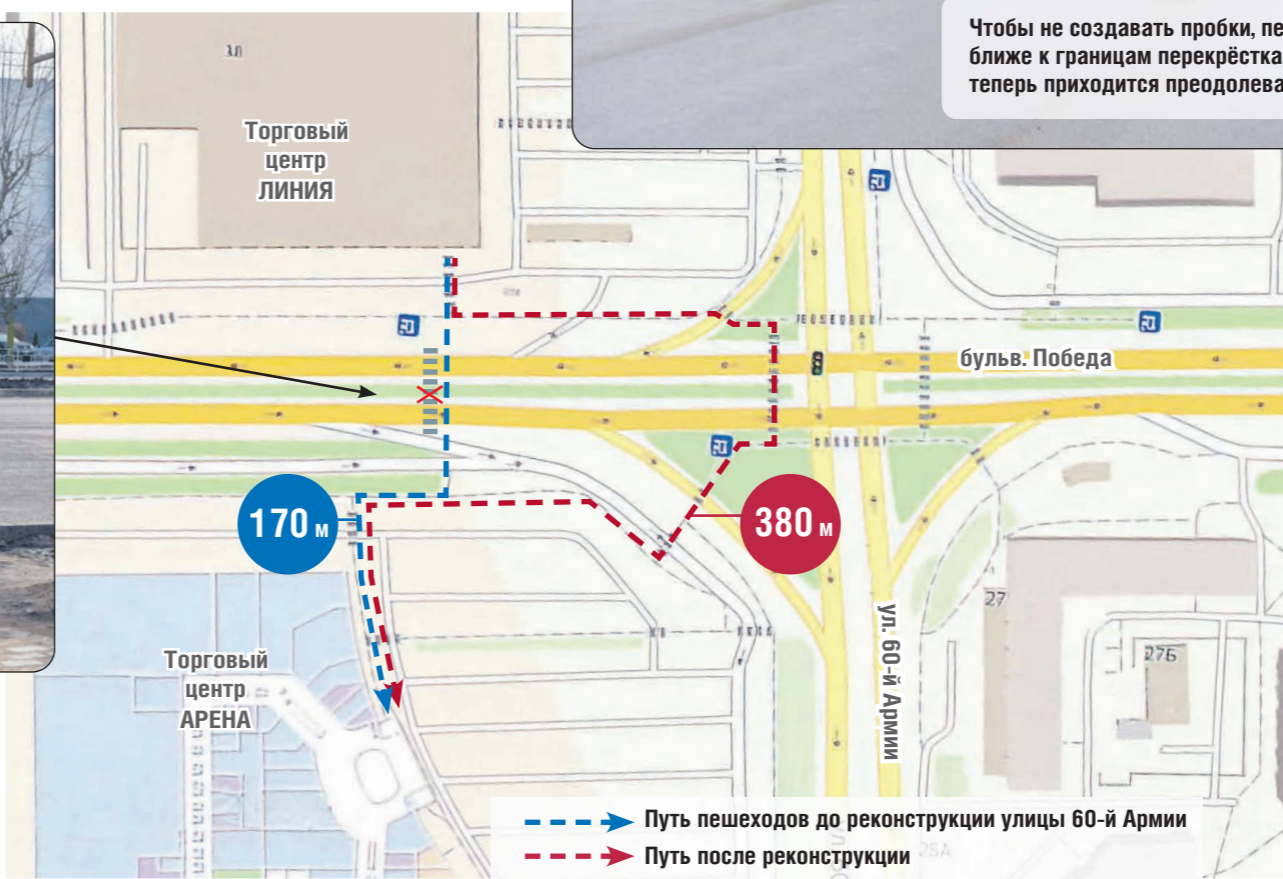 Чтобы не создавать пробки, пе
ближе к границам перекрёстка,
теперь приходится преодолева
Торговый
центр
ЛИНИЯ
бульв. Победа
170 м
380 м
ул. 60-й Армии
27
27Б
Торговый
центр
АРЕНА
Путь пешеходов до реконструкции улицы 60-й Армии
Путь после реконструкции
25А